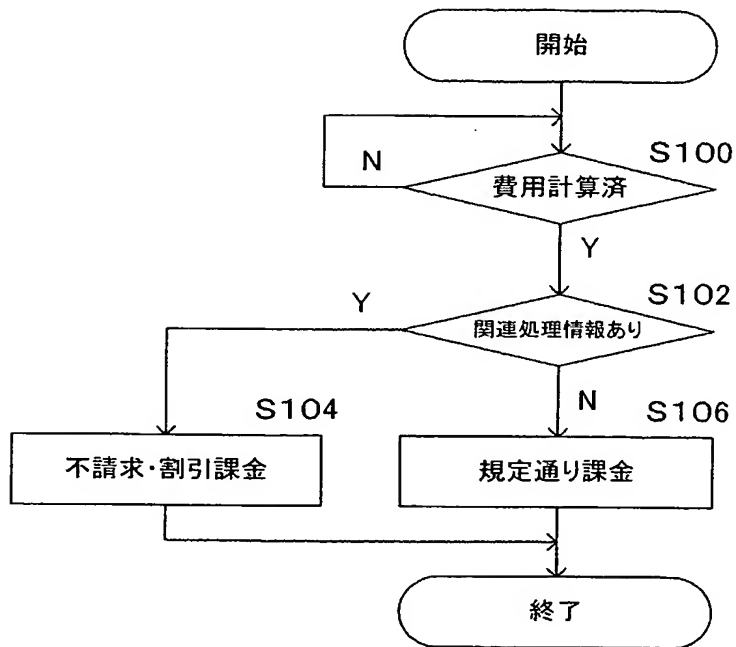 開始
S100
N
費用計算済
Y
S102
Y
関連処理情報あり
N
S104
S106
不請求・割引課金
規定通り課金
終了